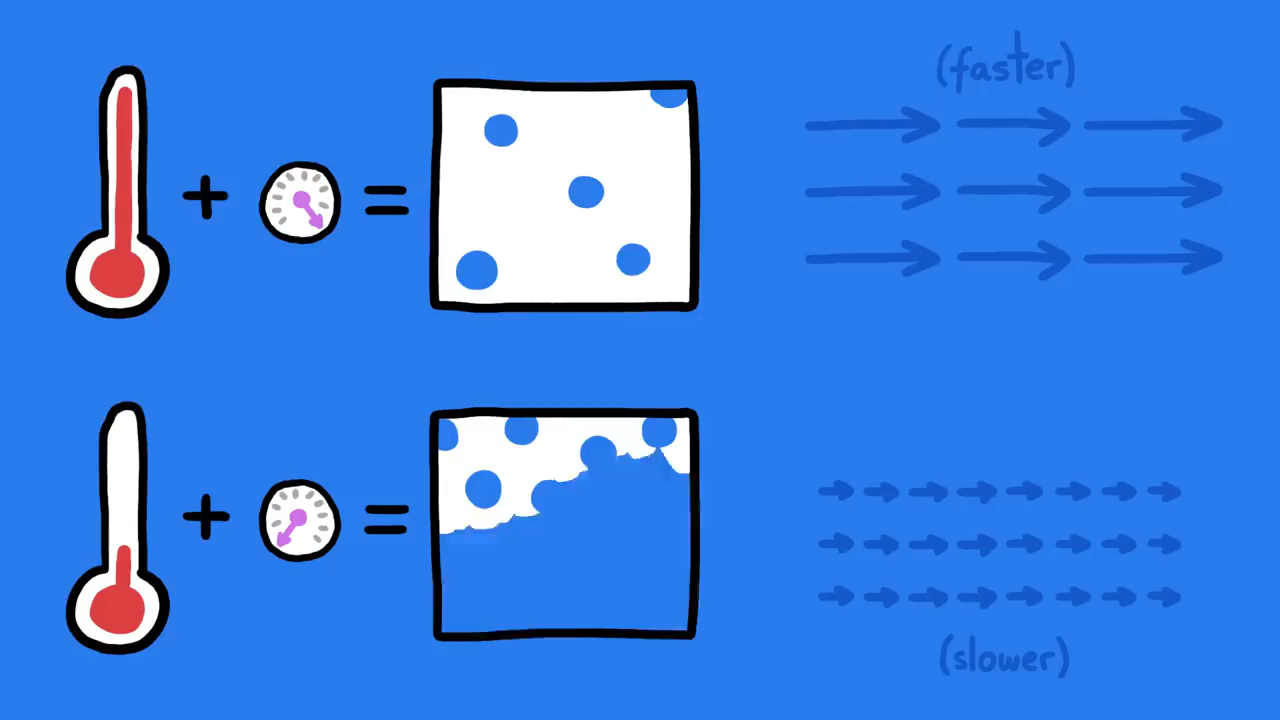 (faster)
+ =
+ =
(slower)